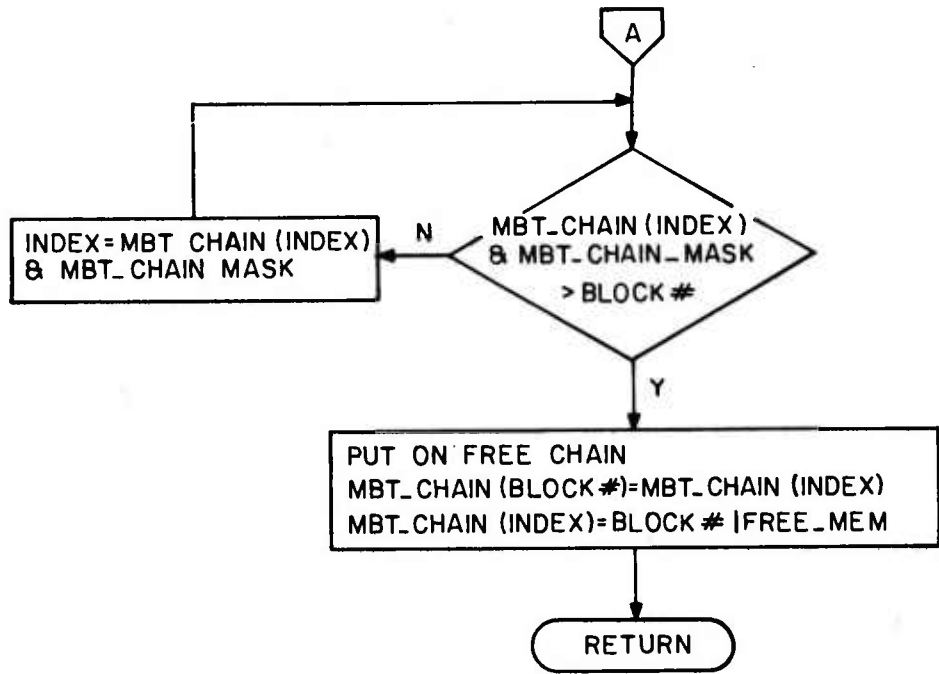 A
MBT_CHAIN (INDEX)
& MBT_CHAIN_MASK
> BLOCK #
N
INDEX=MBT CHAIN (INDEX)
& MBT_CHAIN MASK
Y
PUT ON FREE CHAIN
MBT_CHAIN (BLOCK #)=MBT_CHAIN (INDEX)
MBT_CHAIN (INDEX)=BLOCK # |FREE_MEM
RETURN